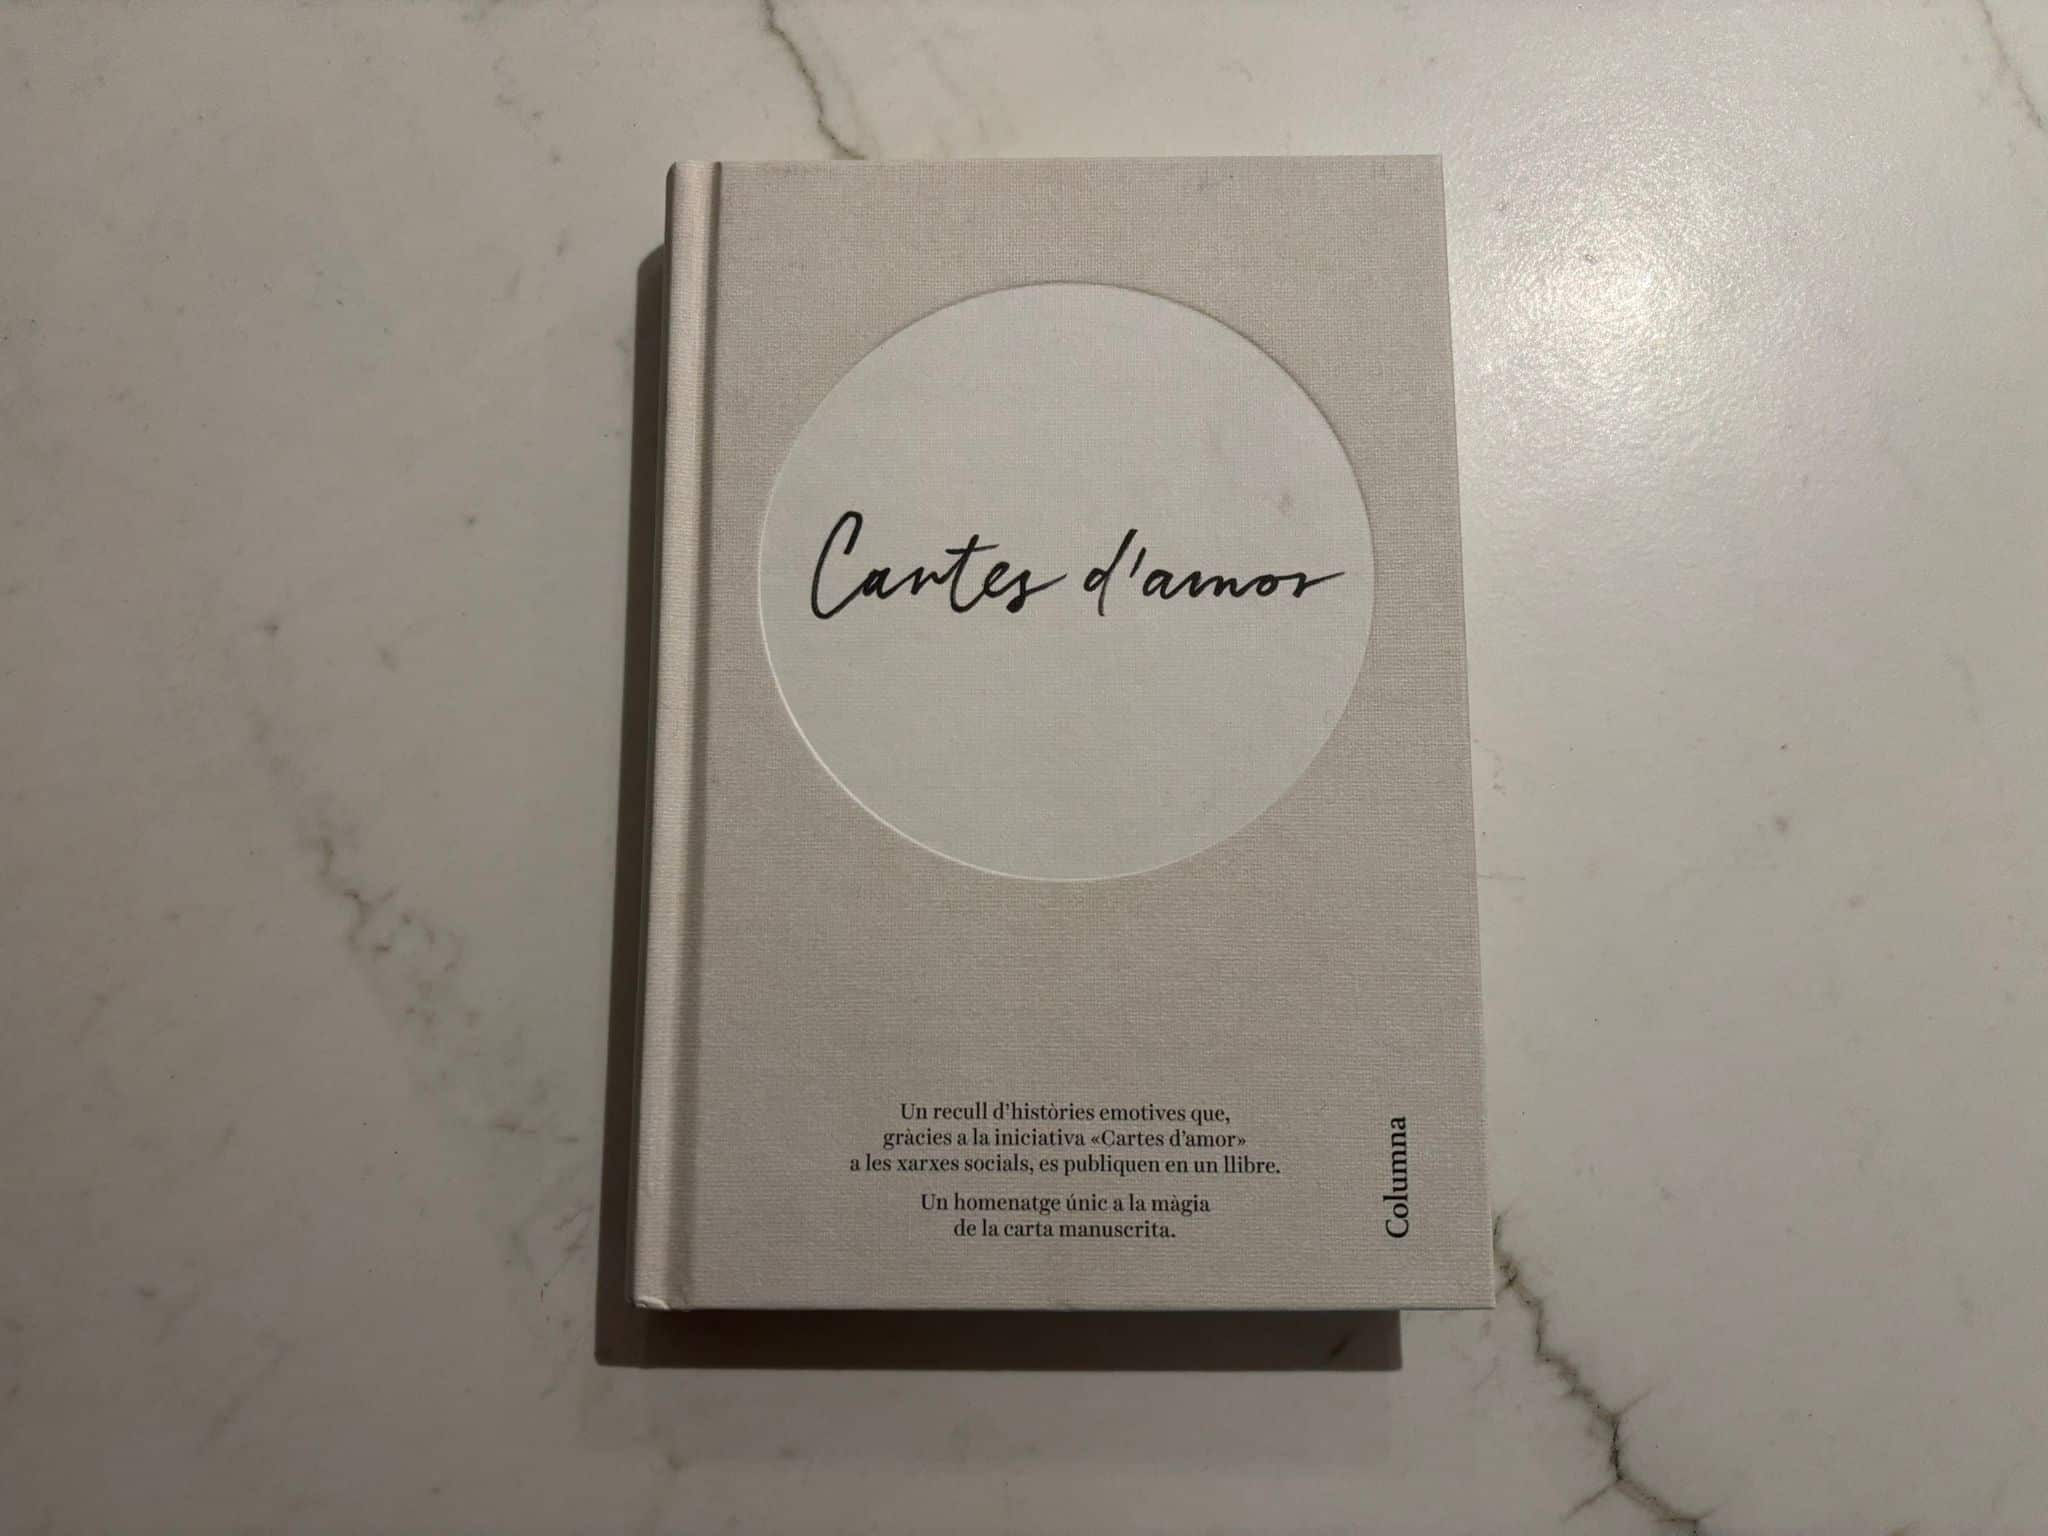 Cartes d'amor
Un recull d'històries emotives que,
gràcies a la iniciativa «Cartes d'amor»
a les xarxes socials, es publiquen en un llibre.
Un homenatge únic a la màgia
de la carta manuscrita.
Columna